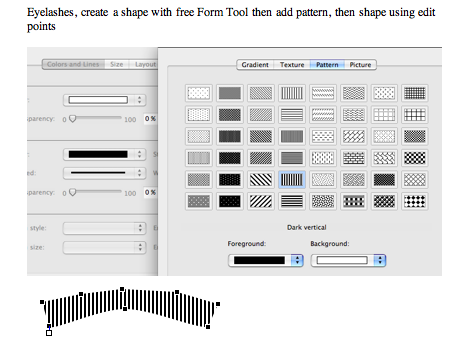 Eyelashes, create a shape with free Form Tool then add pattern, then shape using edit
points
Colors and Lines Size Layout
Gradient Texture Pattern Picture
parency: 0 100 0 %
ed:
parency: 0 100 0 %
style:
size:
Dark vertical
Foreground: Background: